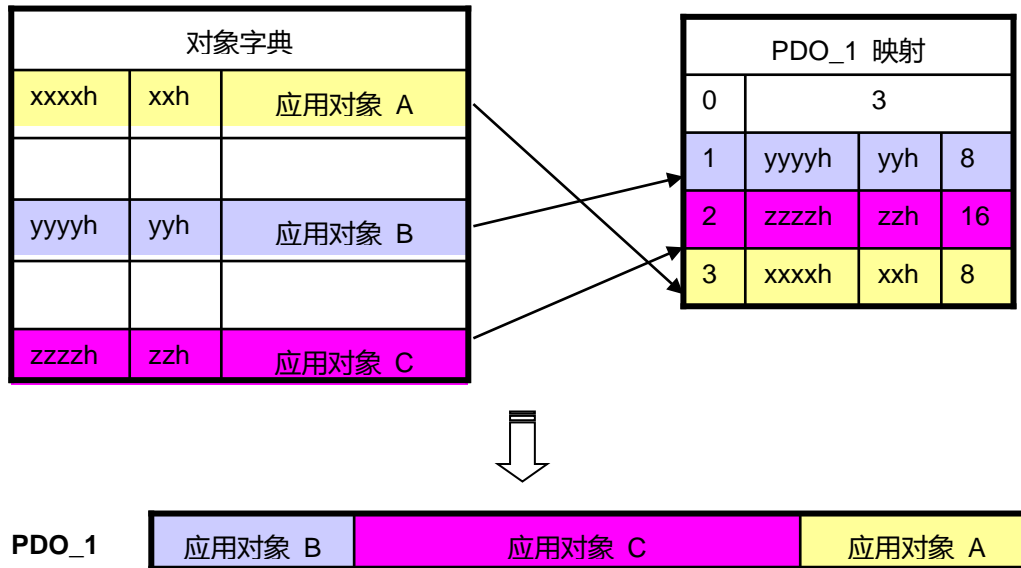 对象字典
xxxxh xxh 应用对象 A
yyyyh yyh 应用对象 B
zzzzh zzh 应用对象 C
PDO_1 映射
0 3
1 yyyyh yyh 8
2 zzzzh zzh 16
3 xxxxh xxh 8
PDO_1 应用对象 B 应用对象 C 应用对象 A